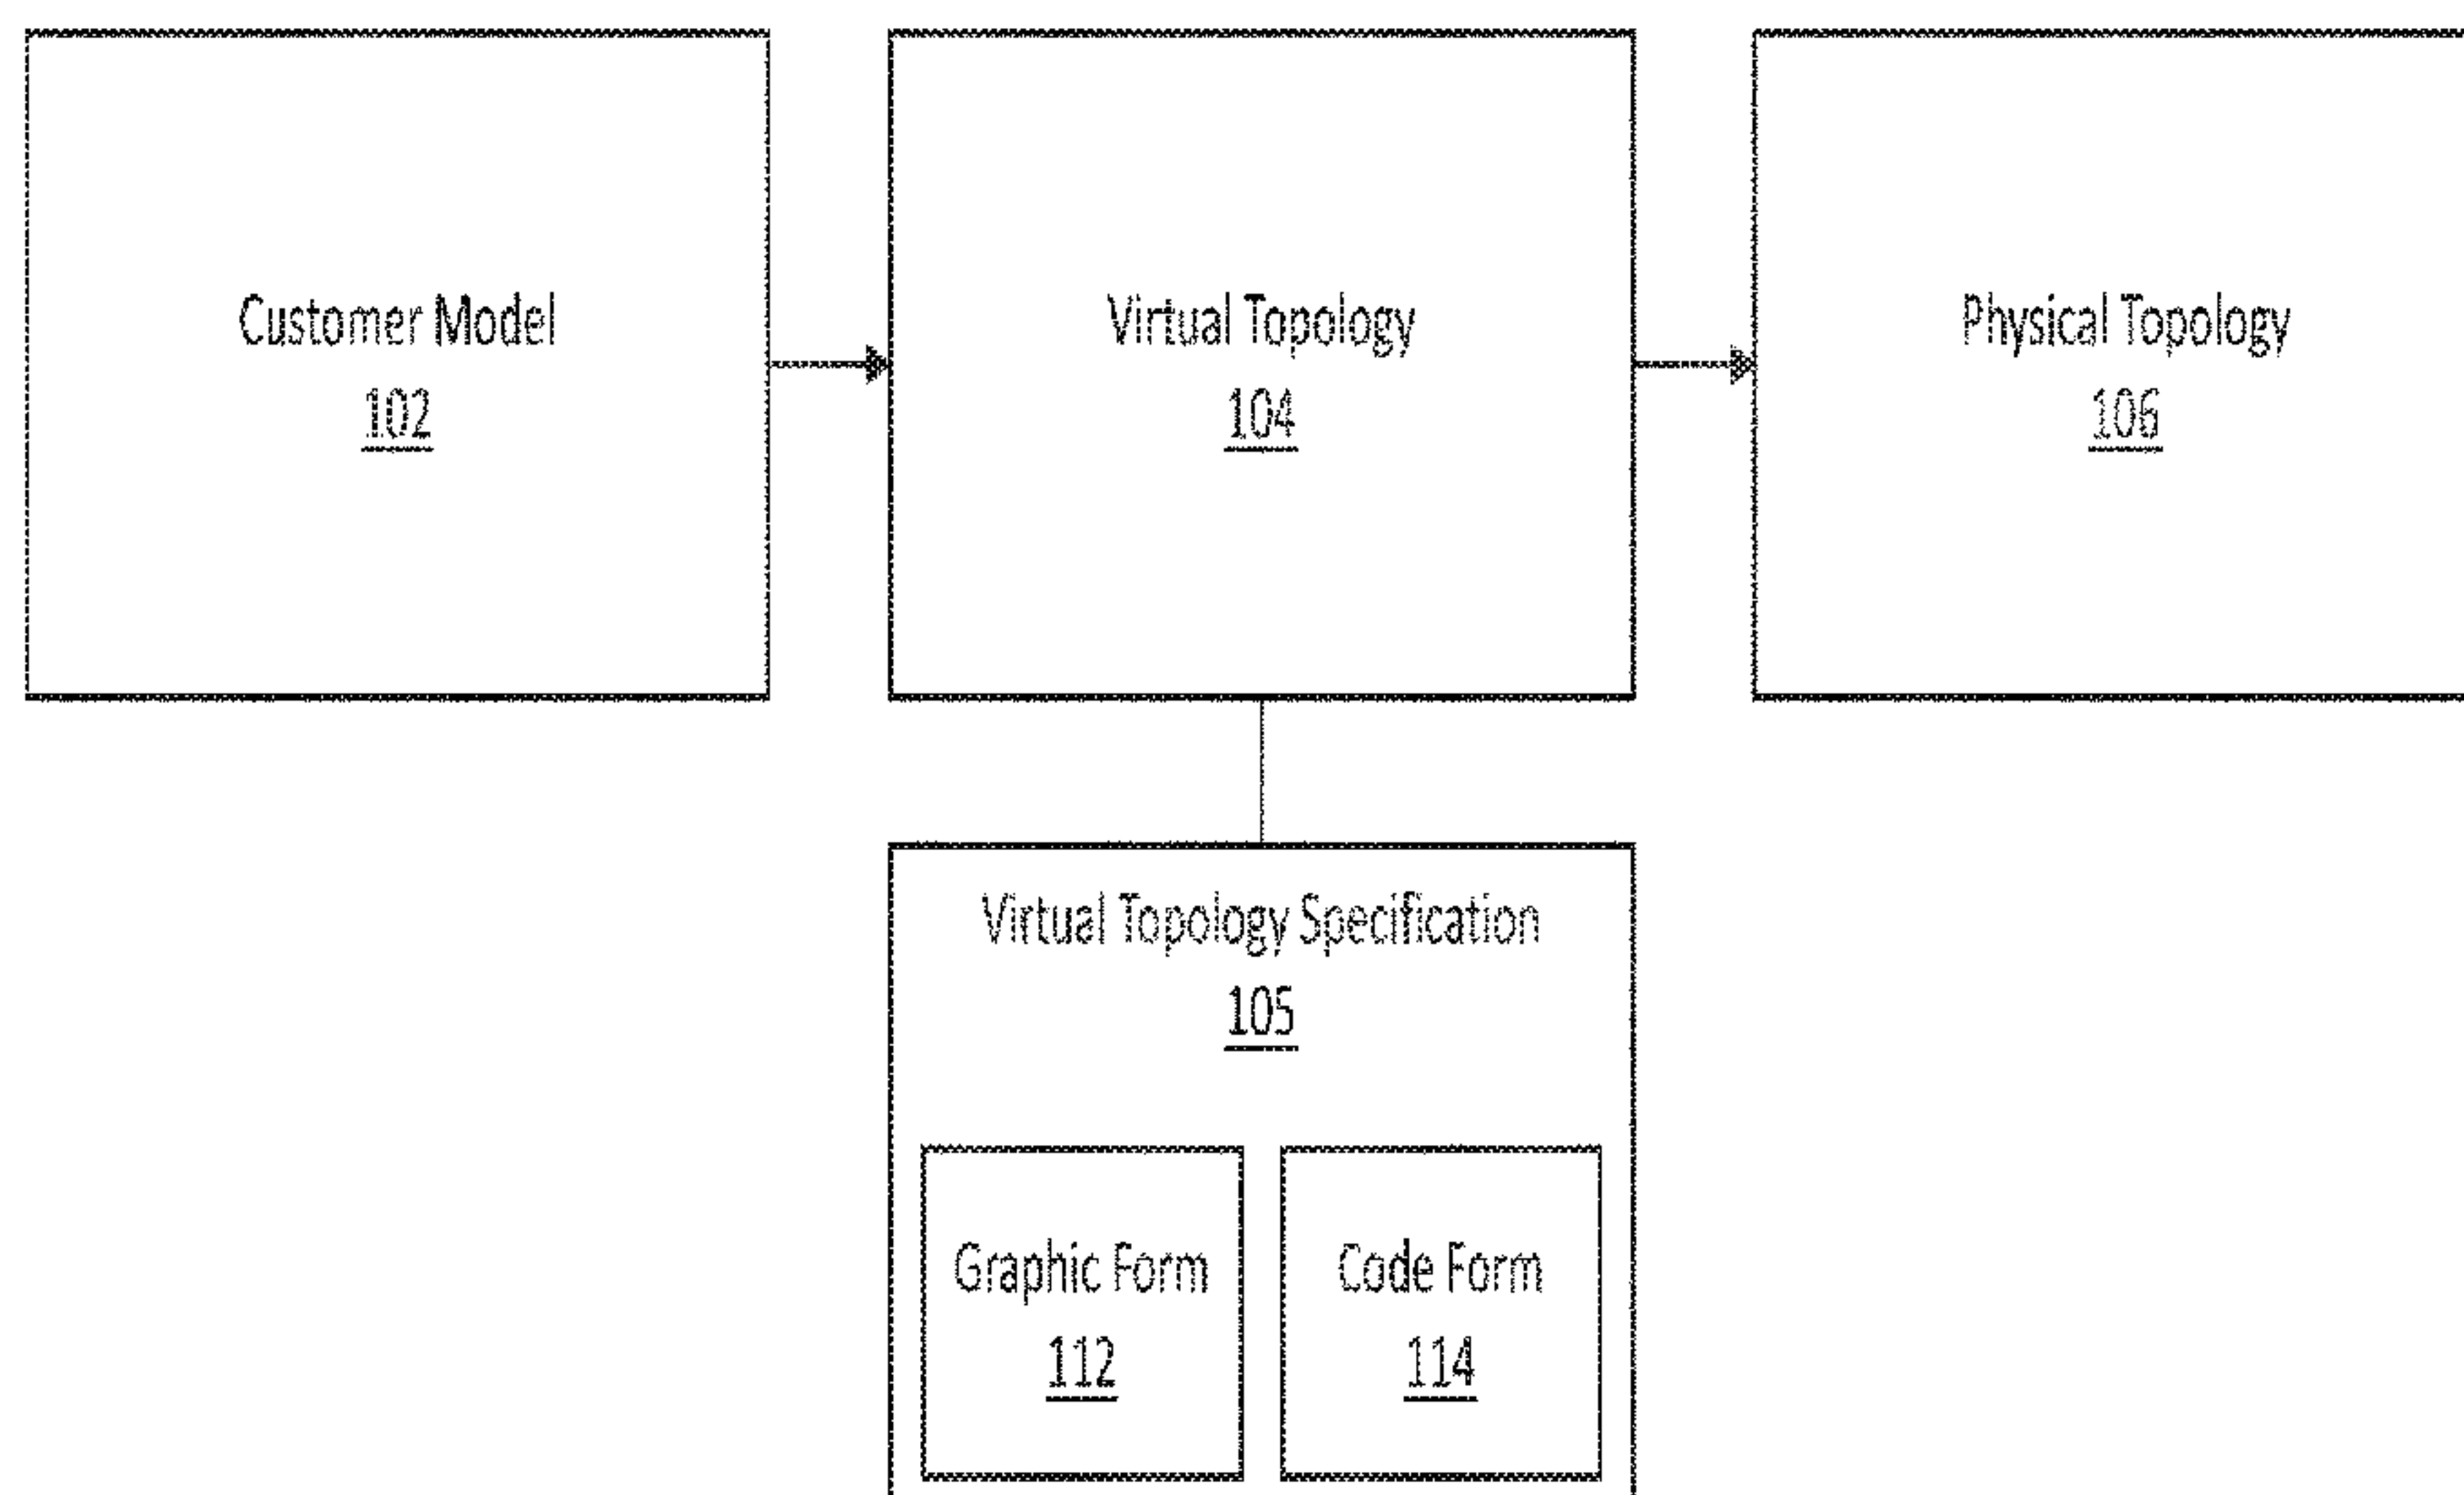 Customer Model
102
Virtual Topology
104
Physical Topology
106
Virtual Topology Specification
105
Graphic Form
112
Code Form
114